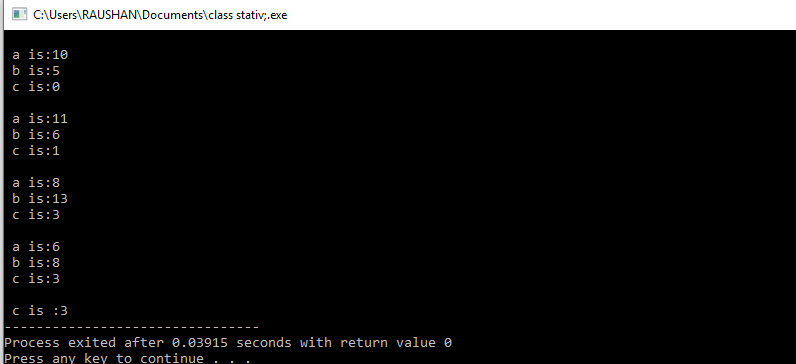 C:\Users\RAUSHAN\Documents\class stativ;.exe
a is:10
b is:5
c is:0
a is:11
b is:6
c is:1
a is:8
b is:13
c is:3
a is:6
b is:8
c is:3
c is :3
--------------------------------
Process exited after 0.03915 seconds with return value 0
Press any key to continue . . .